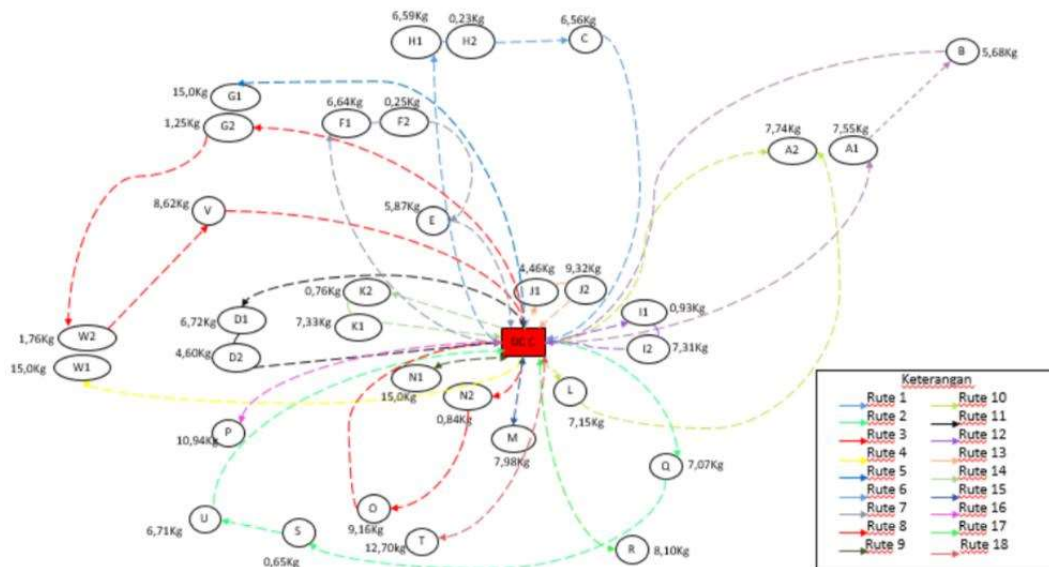 6,59Kg
0,23Kg
6,56Kg
H1
H2
C
B
5,68Kg
15,0Kg
G1
1,25Kg
G2
6,64Kg
0,25Kg
F1
F2
7,74Kg
7,55Kg
A2
A1
8,62Kg
V
5,87Kg
E
4,46Kg
9,32Kg
J1
J2
0,76Kg
K2
6,72Kg
D1
7,33Kg
K1
I1
0,93Kg
4,60Kg
D2
I2
7,31Kg
1,76Kg
W2
15,0Kg
W1
N1
15,0Kg
N2
0,84Kg
L
7,15Kg
P
10,94Kg
M
7,98Kg
Q
7,07Kg
U
6,71Kg
S
0,65Kg
O
9,16Kg
T
12,70kg
R
8,10Kg
Keterangan
Rute 1
Rute 10
Rute 2
Rute 11
Rute 3
Rute 12
Rute 4
Rute 13
Rute 5
Rute 14
Rute 6
Rute 15
Rute 7
Rute 16
Rute 8
Rute 17
Rute 9
Rute 18